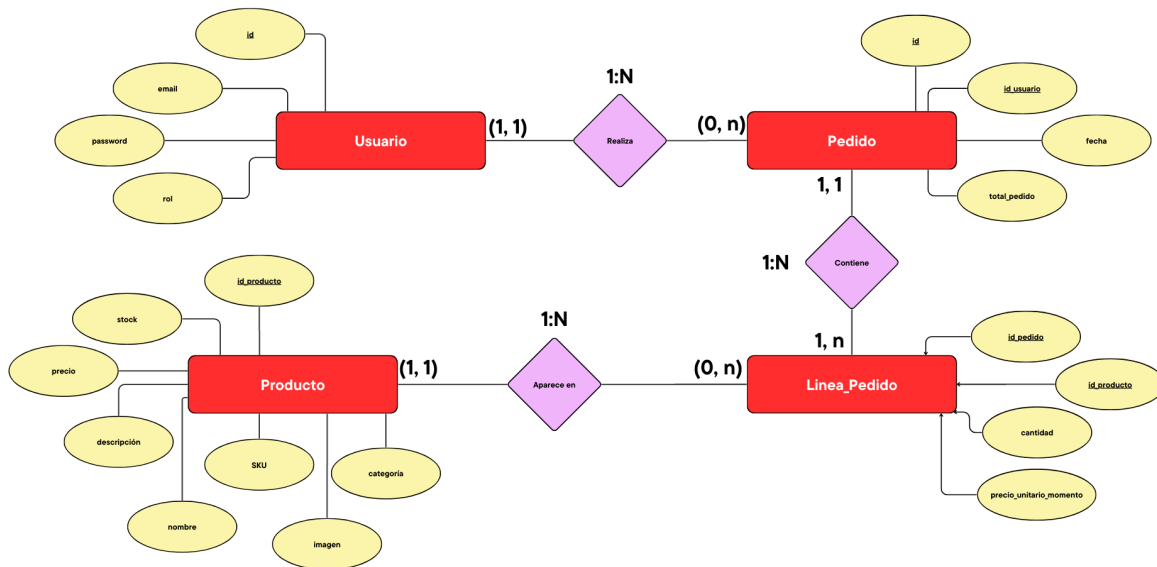 id
email
password
rol
Usuario
(1, 1)
1:N
Realiza
(0, n)
Pedido
id
id_usuario
fecha
total_pedido
1, 1
1:N
Contiene
1, n
id_producto
stock
precio
descripción
nombre
SKU
imagen
categoría
Producto
(1, 1)
1:N
Aparece en
(0, n)
Linea_Pedido
id_pedido
id_producto
cantidad
precio_unitario_momento